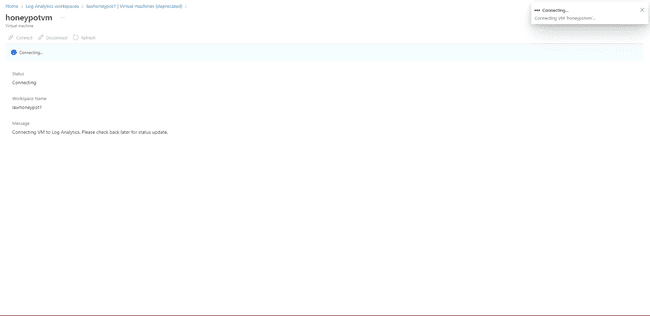 Home > Log Analytics workspaces > lawhoneypot1 | Virtual machines (deprecated) >
honeypotvm ...
Virtual machine
Connect Disconnect Refresh
Connecting...
Status
Connecting
Workspace Name
lawhoneypot1
Message
Connecting VM to Log Analytics. Please check back later for status update.
Connecting...
Connecting VM 'honeypotvm'...